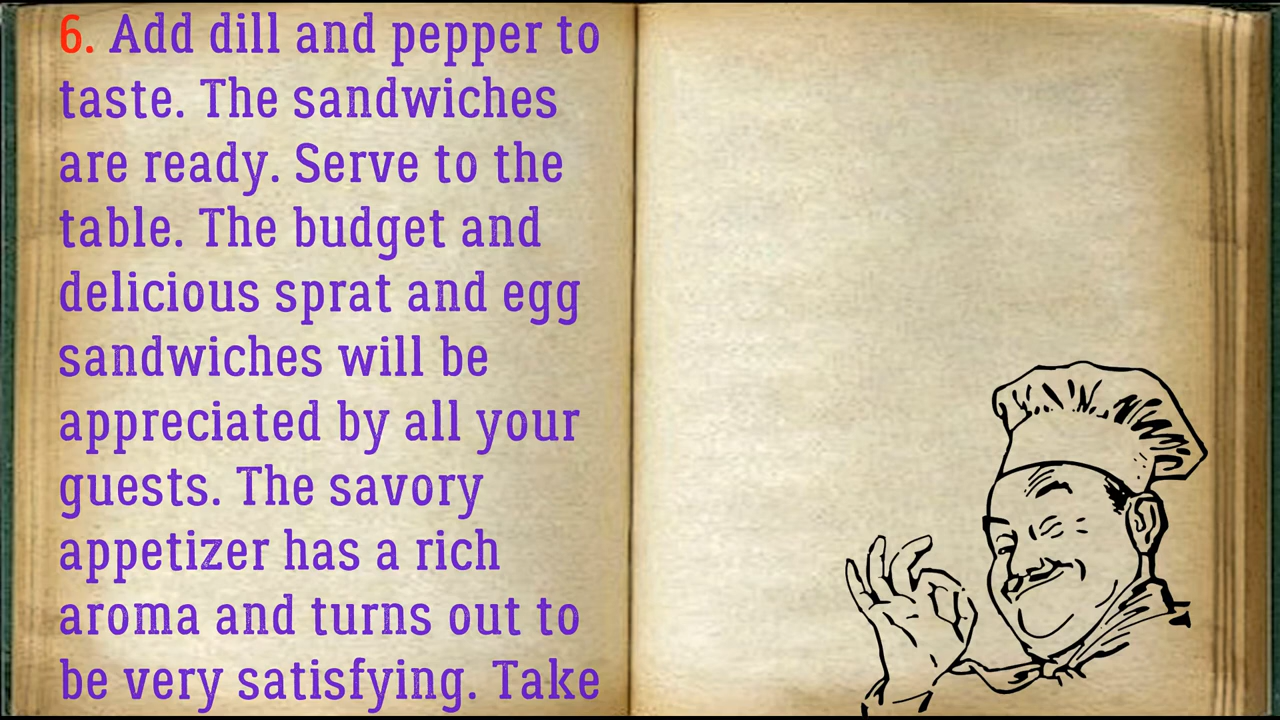 6. Add dill and pepper to
taste. The sandwiches
are ready. Serve to the
table. The budget and
delicious sprat and egg
sandwiches will be
appreciated by all your
guests. The savory
appetizer has a rich
aroma and turns out to
be very satisfying. Take